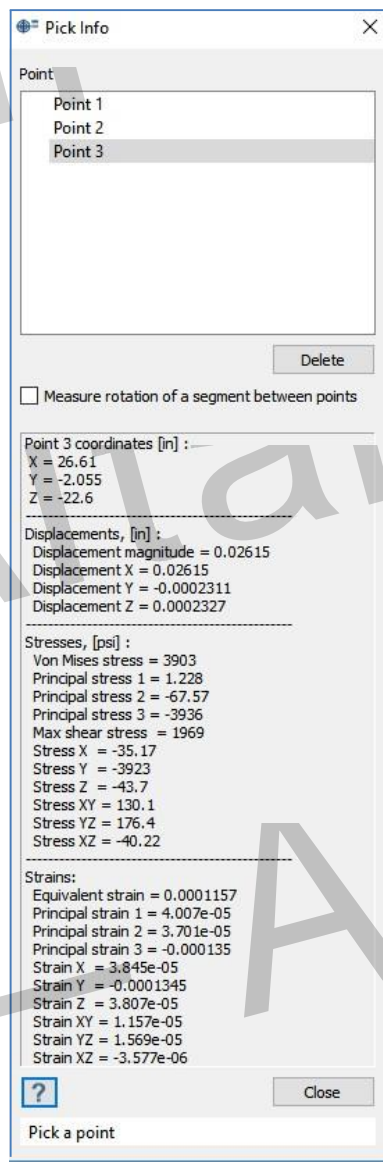 Pick Info
Point
Point 1
Point 2
Point 3
Delete
Measure rotation of a segment between points
Point 3 coordinates [in] :
X = 26.61
Y = -2.055
Z = -22.6
----------------------------------------------------
Displacements, [in] :
Displacement magnitude = 0.02615
Displacement X = 0.02615
Displacement Y = -0.0002311
Displacement Z = 0.0002327
----------------------------------------------------
Stresses, [psi] :
Von Mises stress = 3903
Principal stress 1 = 1.228
Principal stress 2 = -67.57
Principal stress 3 = -3936
Max shear stress = 1969
Stress X = -35.17
Stress Y = -3923
Stress Z = -43.7
Stress XY = 130.1
Stress YZ = 176.4
Stress XZ = -40.22
----------------------------------------------------
Strains:
Equivalent strain = 0.0001157
Principal strain 1 = 4.007e-05
Principal strain 2 = 3.701e-05
Principal strain 3 = -0.000135
Strain X = 3.845e-05
Strain Y = -0.0001345
Strain Z = 3.807e-05
Strain XY = 1.157e-05
Strain YZ = 1.569e-05
Strain XZ = -3.577e-06
?
Close
Pick a point